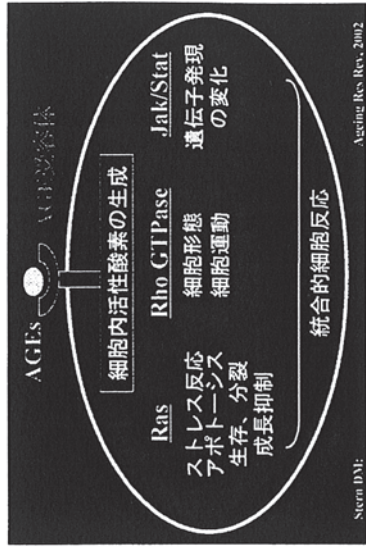 AGEs
AGE受容体
細胞内活性酸素の生成
Ras
ストレス反応
アポトーシス
生存、分裂
成長抑制
Rho GTPase
細胞形態
細胞運動
Jak/Stat
遺伝子発現
の変化
統合的細胞反応
Stern DM:
Ageing Res Rev, 2002